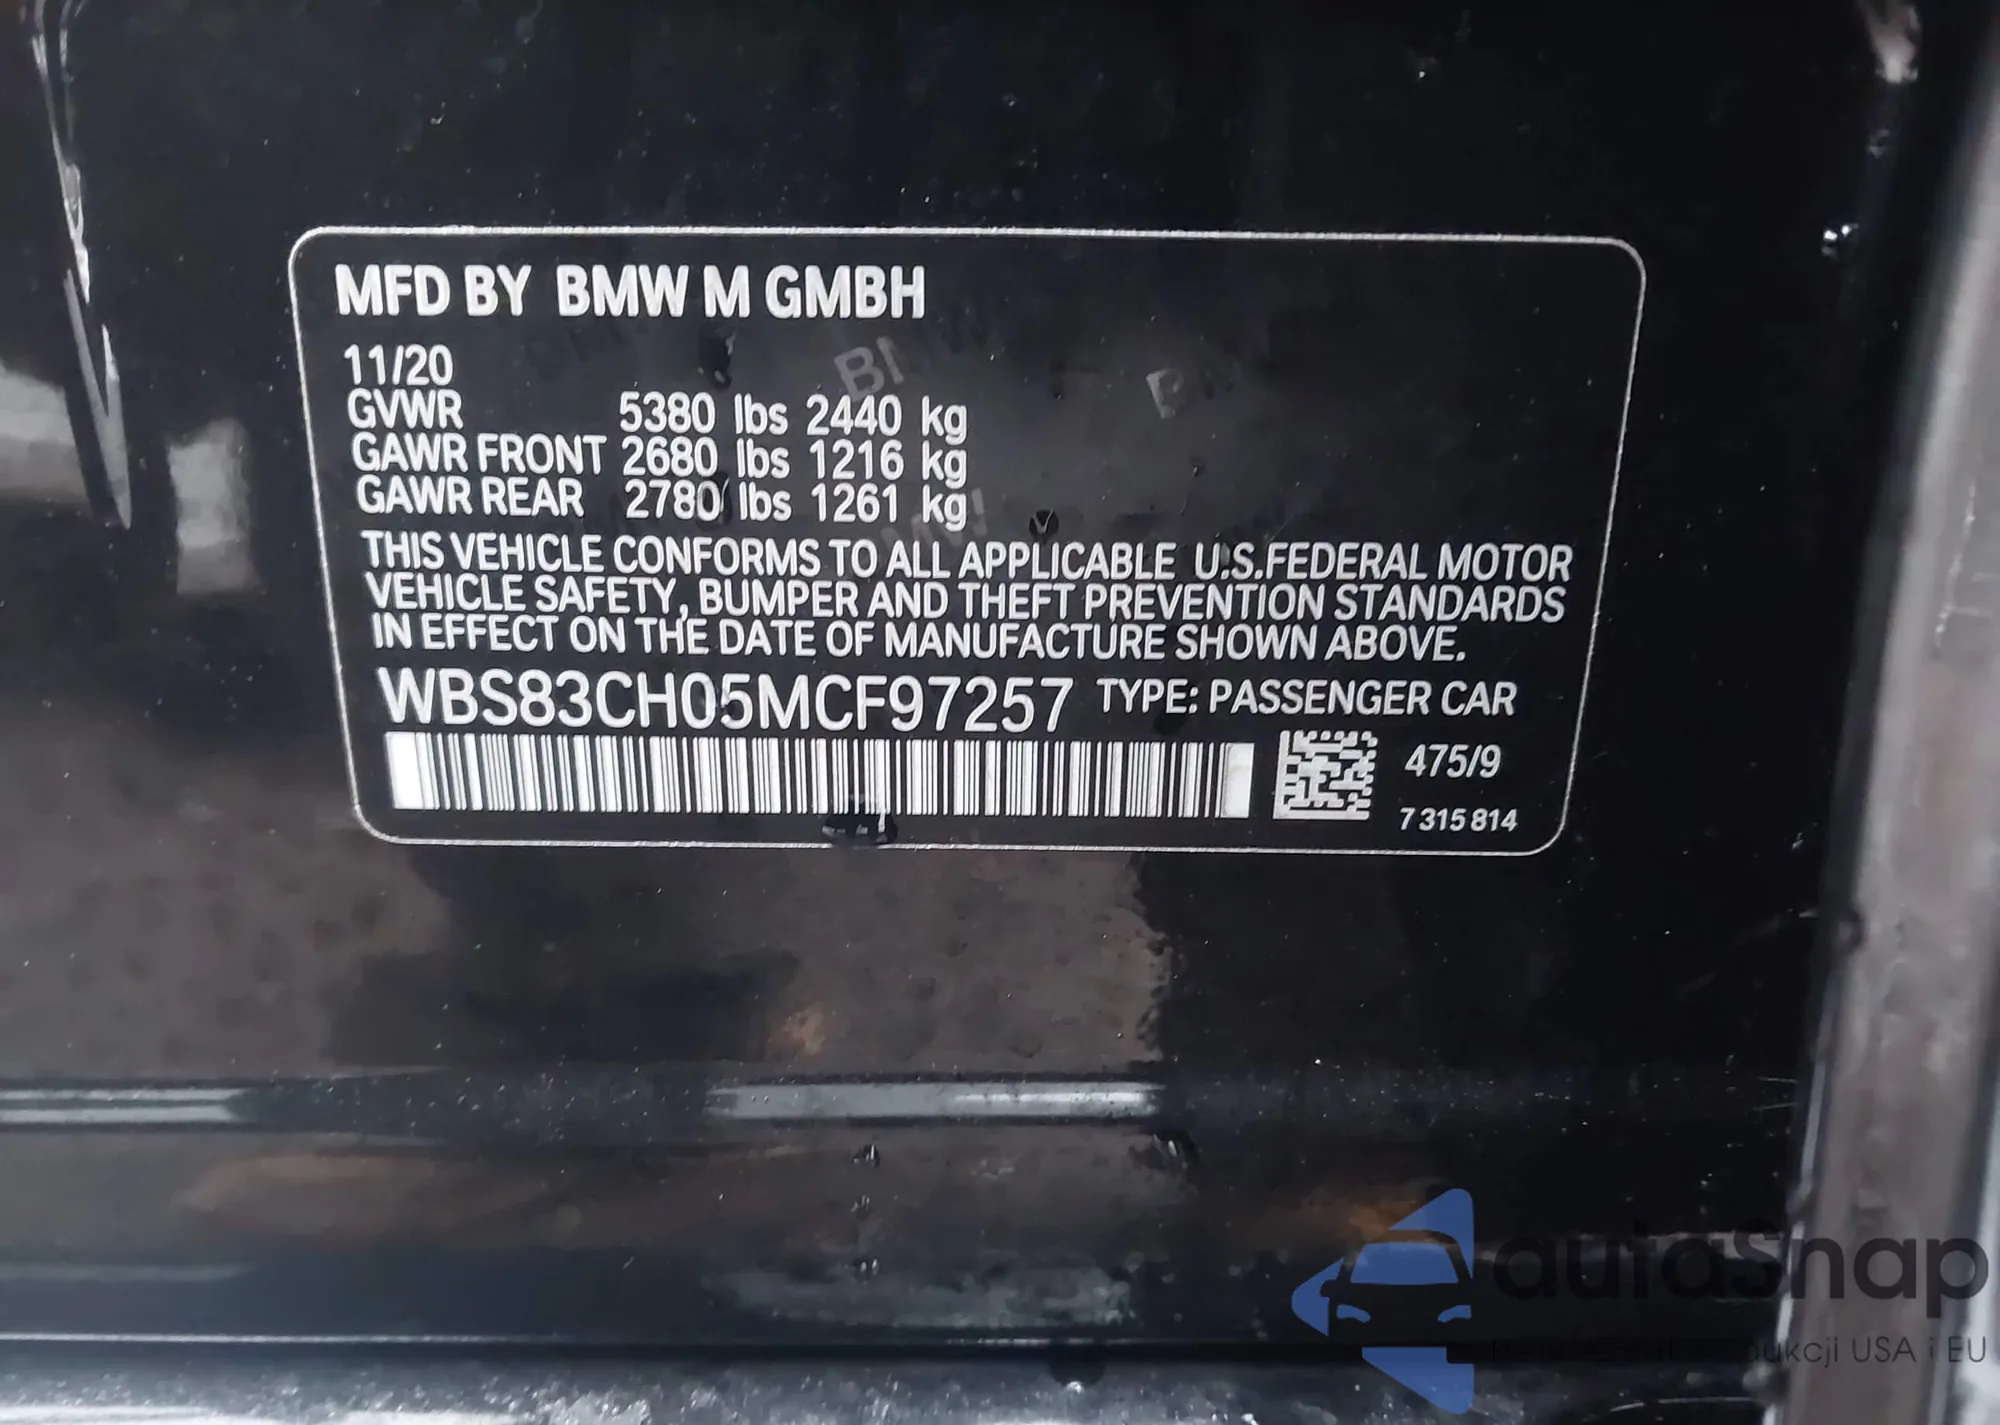 MFD BY BMW M GMBH
11/20
GVWR 5380 lbs 2440 kg
GAWR FRONT 2680 lbs 1216 kg
GAWR REAR 2780 lbs 1261 kg
THIS VEHICLE CONFORMS TO ALL APPLICABLE U.S.FEDERAL MOTOR
VEHICLE SAFETY, BUMPER AND THEFT PREVENTION STANDARDS
IN EFFECT ON THE DATE OF MANUFACTURE SHOWN ABOVE.
WBS83CH05MCF97257 TYPE: PASSENGER CAR
475/9
7 315 814
autoSnap
USA i EU